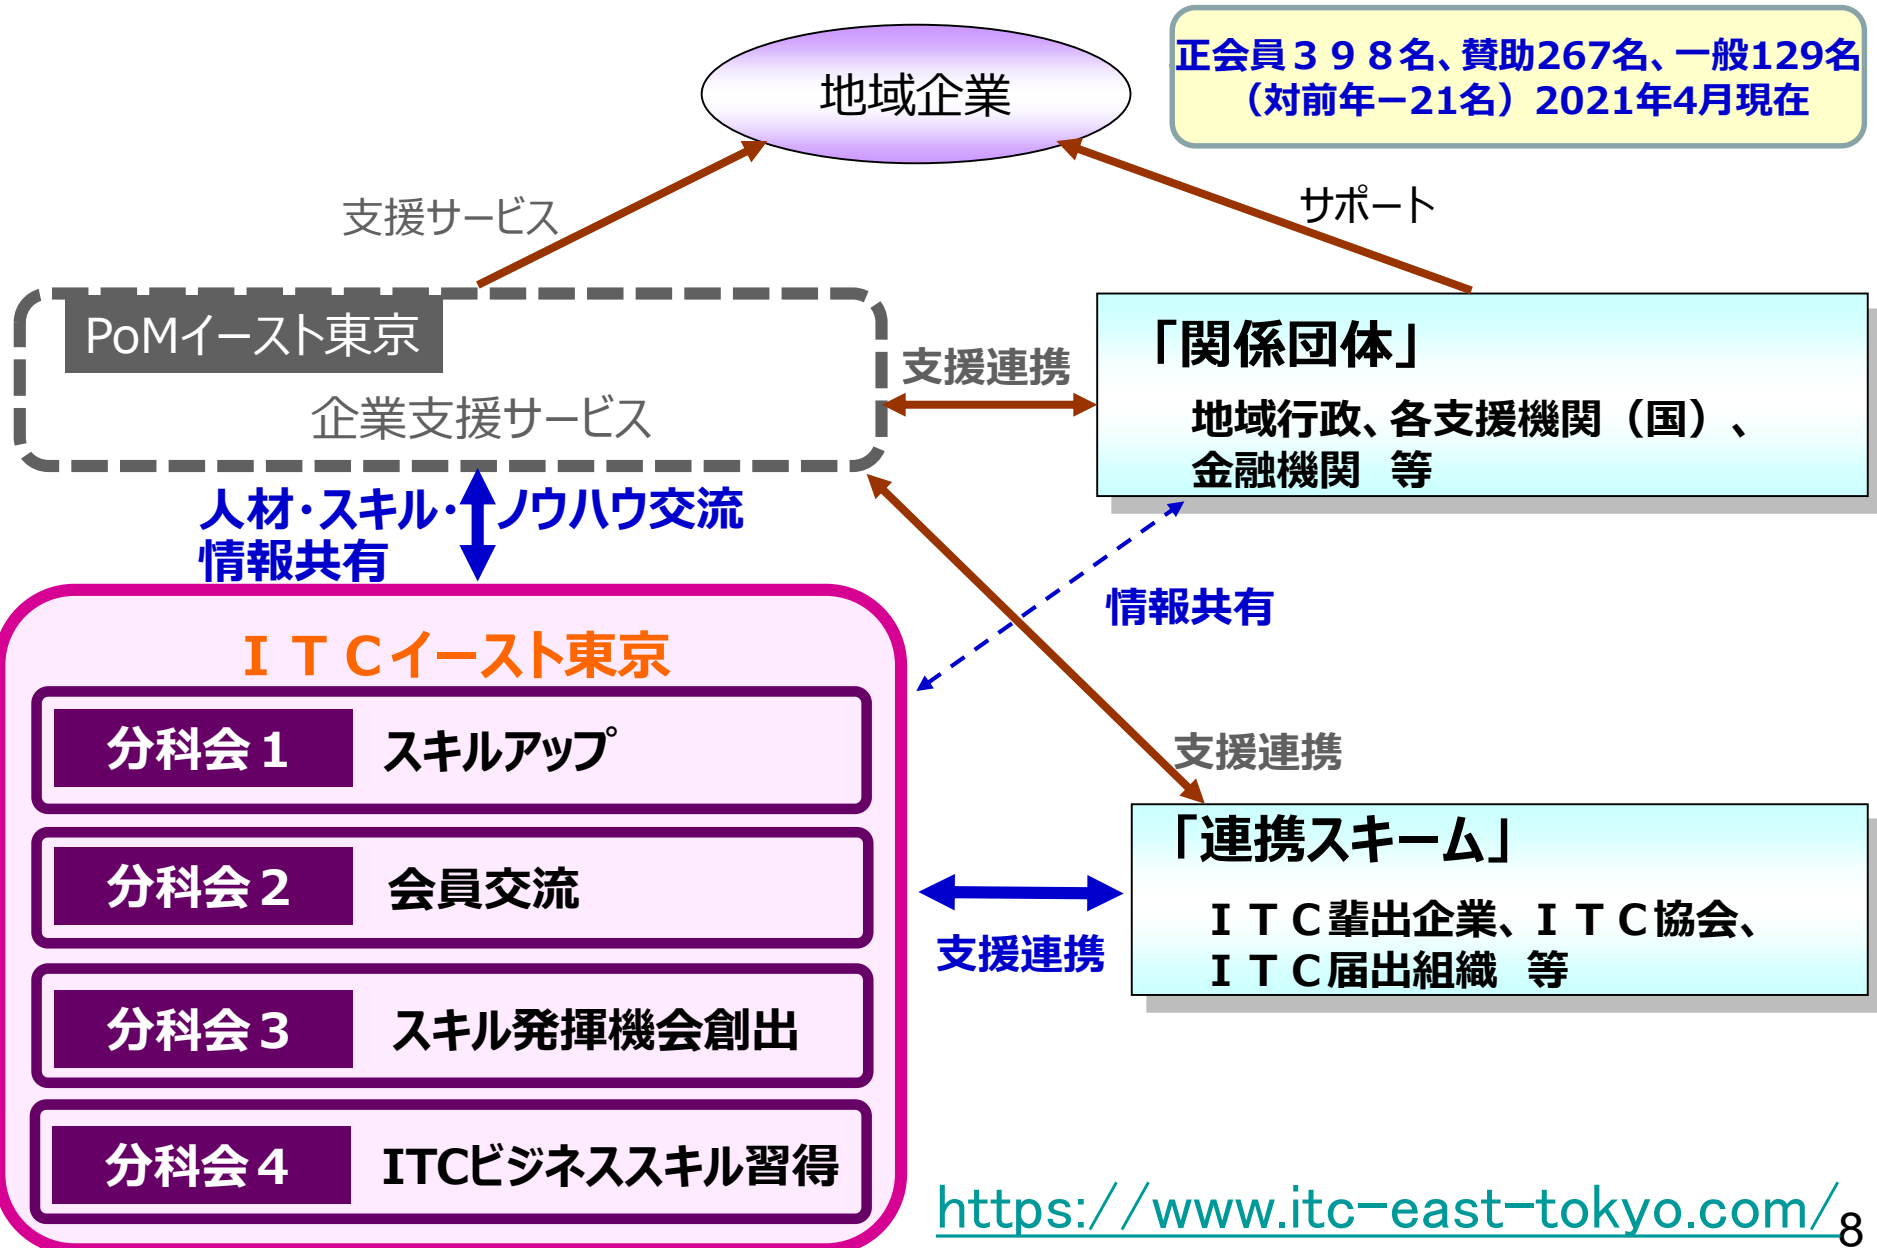 地域企業
正会員３９８名、賛助267名、一般129名
（対前年ー21名）2021年4月現在
支援サービス
サポート
PoMイースト東京
企業支援サービス
支援連携
「関係団体」
地域行政、各支援機関（国）、
金融機関　等
人材・スキル・ノウハウ交流
情報共有
情報共有
ＩＴＣイースト東京
分科会１　スキルアップ
分科会２　会員交流
分科会３　スキル発揮機会創出
分科会４　ITCビジネススキル習得
支援連携
「連携スキーム」
ＩＴＣ輩出企業、ＩＴＣ協会、
ＩＴＣ届出組織　等
支援連携
https://www.itc-east-tokyo.com/
8